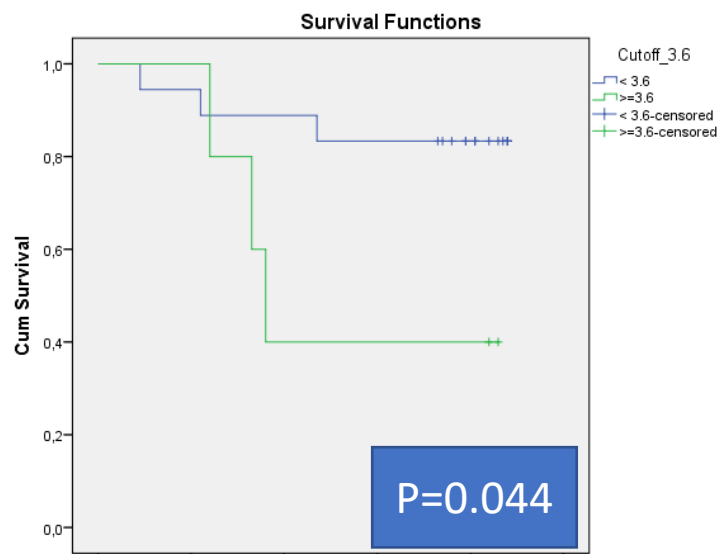 Survival Functions
Cutoff_3.6
< 3.6
>=3.6
< 3.6-censored
>=3.6-censored
1,0
0,8
0,6
0,4
0,2
0,0
Cum Survival
P=0.044